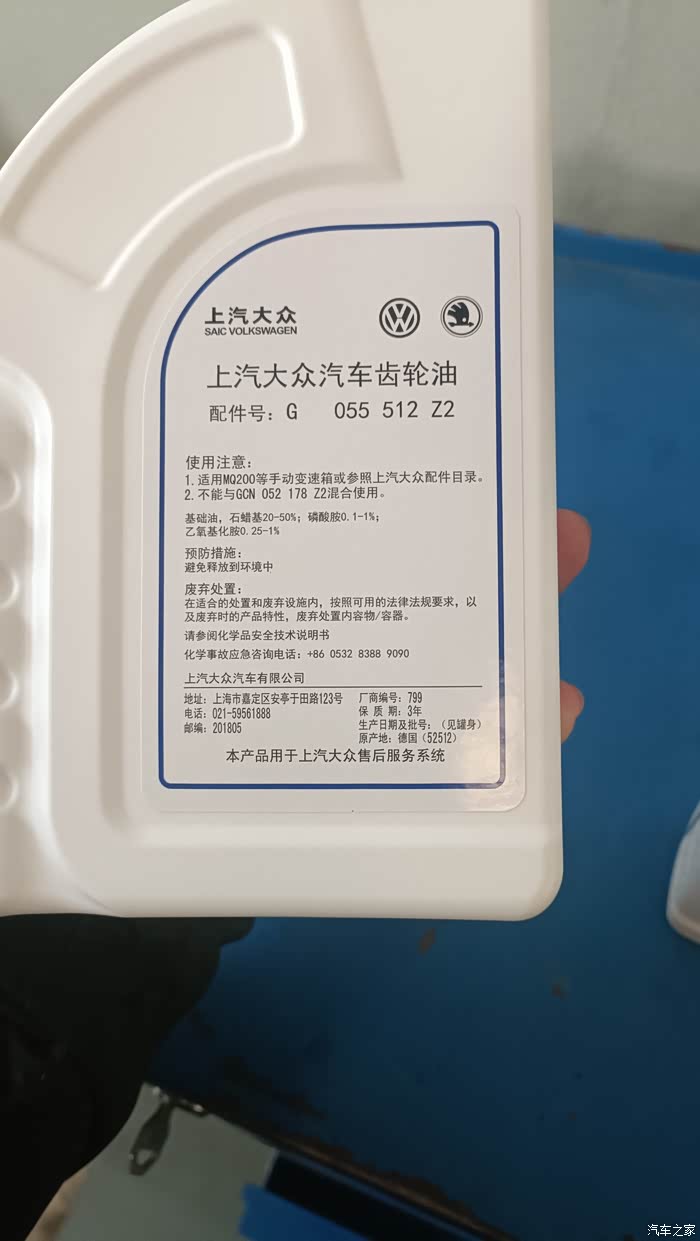 上汽大众
SAIC VOLKSWAGEN
上汽大众汽车齿轮油
配件号：G 055 512 Z2
使用注意：
1.适用MQ200等手动变速箱或参照上汽大众配件目录。
2.不能与GCN 052 178 Z2混合使用。
基础油，石蜡基20-50%；磷酸胺0.1-1%；
乙氧基化胺0.25-1%
预防措施：
避免释放到环境中
废弃处置：
在适合的处置和废弃设施内，按照可用的法律法规要求，以
及废弃时的产品特性，废弃处置内容物/容器。
请参阅化学品安全技术说明书
化学事故应急咨询电话：+86 0532 8388 9090
上汽大众汽车有限公司
地址：上海市嘉定区安亭于田路123号 厂商编号：799
电话：021-59561888 保 质 期：3年
邮编：201805 生产日期及批号：（见罐身）
原产地：德国（52512）
本产品用于上汽大众售后服务系统
汽车之家